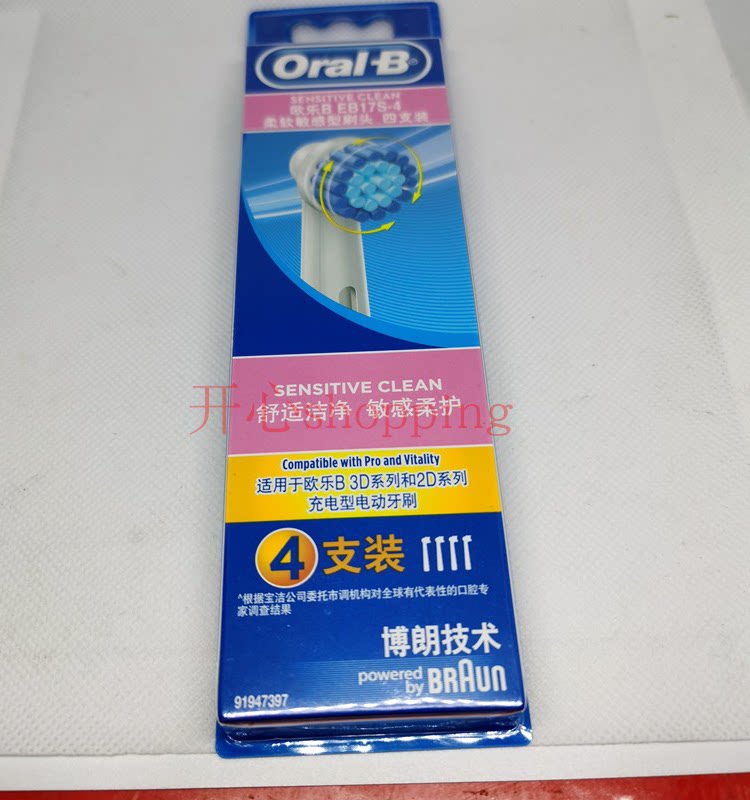 Oral-B®
SENSITIVE CLEAN
欧乐B EB17S-4
柔软敏感型刷头 四支装
SENSITIVE CLEAN
舒适洁净 敏感柔护
开心shopping
Compatible with Pro and Vitality
适用于欧乐B 3D系列和2D系列
充电型电动牙刷
4支装
^根据宝洁公司委托市调机构对全球有代表性的口腔专
家调查结果
博朗技术
powered
by BRAUN
91947397